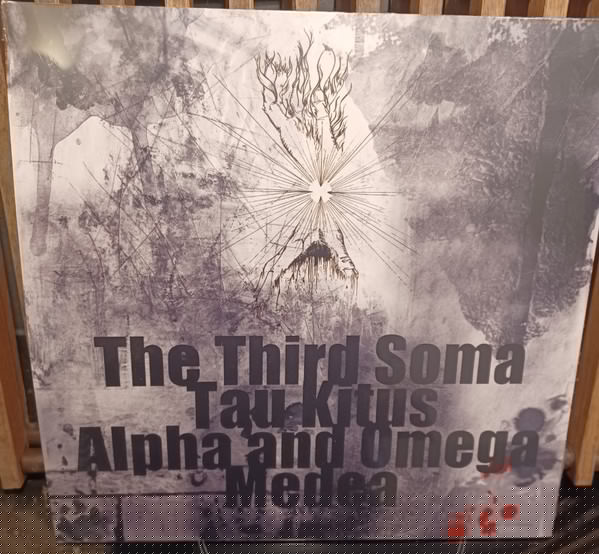 The Third Soma
Tau Kitus
Alpha and Omega
Medea